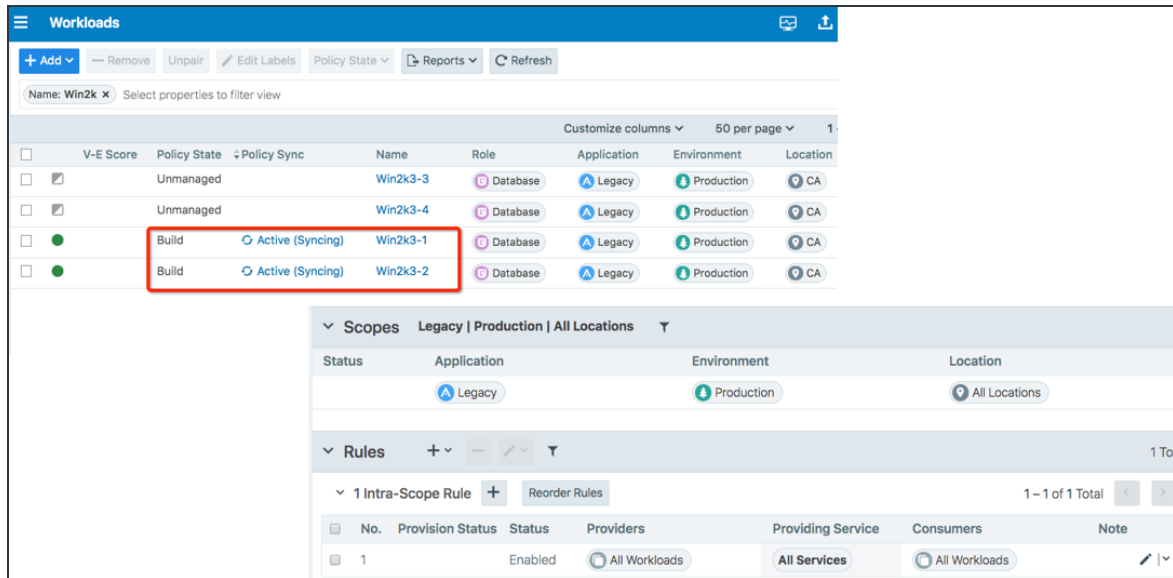 Workloads
+ Add — Remove Unpair Edit Labels Policy State Reports Refresh
Name: Win2k × Select properties to filter view
Customize columns 50 per page 1
V-E Score Policy State Policy Sync Name Role Application Environment Location
Unmanaged Win2k3-3 Database Legacy Production CA
Unmanaged Win2k3-4 Database Legacy Production CA
Build Active (Syncing) Win2k3-1 Database Legacy Production CA
Build Active (Syncing) Win2k3-2 Database Legacy Production CA
Scopes Legacy | Production | All Locations
Status Application Environment Location
Legacy Production All Locations
Rules 1 To
1 Intra-Scope Rule + Reorder Rules 1 – 1 of 1 Total
No. Provision Status Status Providers Providing Service Consumers Note
1 Enabled All Workloads All Services All Workloads